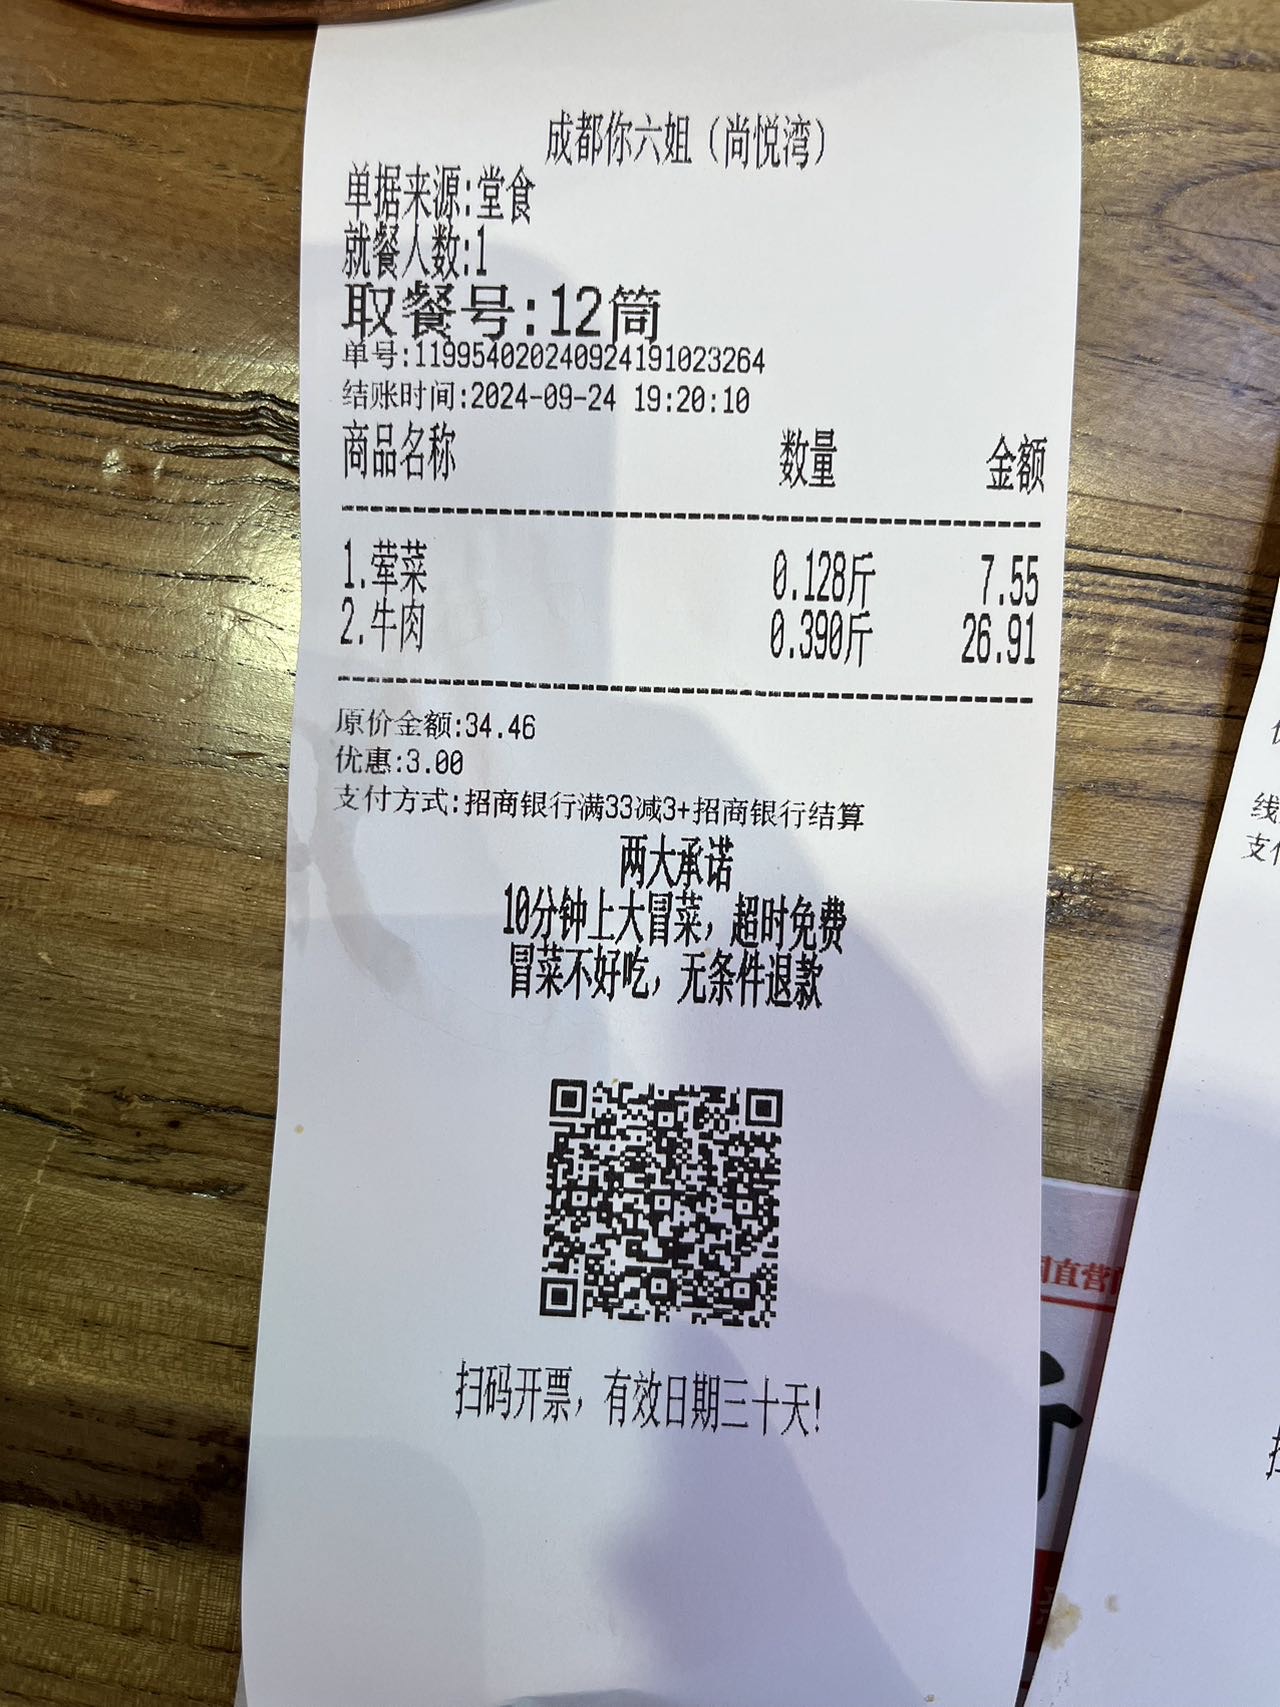 成都你六姐（尚悦湾）
单据来源:堂食
就餐人数:1
取餐号:12筒
单号:119954020240924191023264
结账时间:2024-09-24 19:20:10
商品名称 数量 金额
1.荤菜 0.128斤 7.55
2.牛肉 0.390斤 26.91
原价金额:34.46
优惠:3.00
支付方式:招商银行满33减3+招商银行结算
两大承诺
10分钟上大冒菜，超时免费
冒菜不好吃，无条件退款
扫码开票，有效日期三十天!
直营
线
支